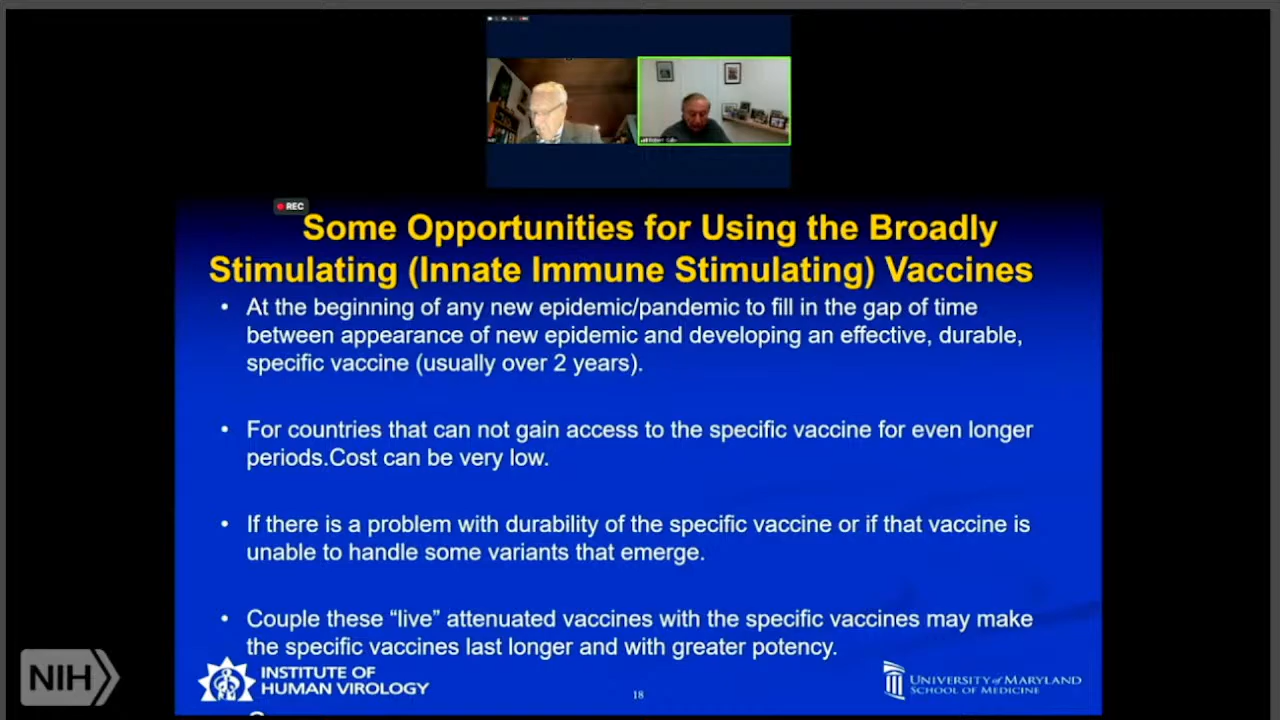 REC
Some Opportunities for Using the Broadly
Stimulating (Innate Immune Stimulating) Vaccines
• At the beginning of any new epidemic/pandemic to fill in the gap of time
between appearance of new epidemic and developing an effective, durable,
specific vaccine (usually over 2 years).
• For countries that can not gain access to the specific vaccine for even longer
periods.Cost can be very low.
• If there is a problem with durability of the specific vaccine or if that vaccine is
unable to handle some variants that emerge.
• Couple these “live” attenuated vaccines with the specific vaccines may make
the specific vaccines last longer and with greater potency.
NIH
INSTITUTE OF
HUMAN VIROLOGY
18
UNIVERSITY of MARYLAND
SCHOOL OF MEDICINE